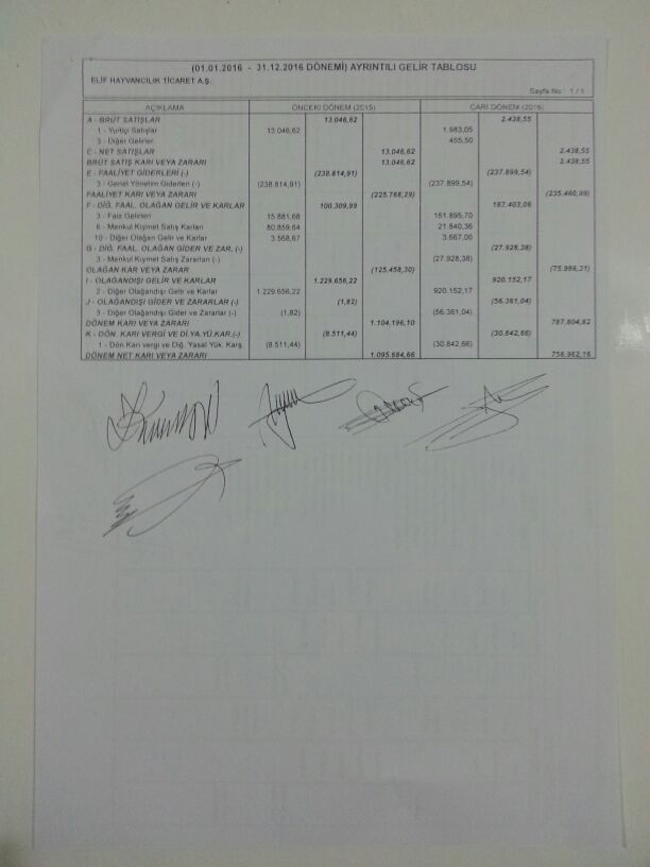 (01.01.2016 - 31.12.2016 DÖNEMİ) AYRINTILI GELİR TABLOSU
ELİF HAYVANCILIK TİCARET A.Ş.
Sayfa No : 1 / 1
AÇIKLAMA ÖNCEKİ DÖNEM (2015) CARİ DÖNEM (2016)
A - BRÜT SATIŞLAR 13.046,62 2.438,55
1 - Yurtiçi Satışlar 13.046,62 1.983,05
3 - Diğer Gelirler 455,50
C - NET SATIŞLAR 13.046,62 2.438,55
BRÜT SATIŞ KARI VEYA ZARARI 13.046,62 2.438,55
E - FAALİYET GİDERLERİ (-) (238.814,91) (237.899,54)
3 - Genel Yönetim Giderleri (-) (238.814,91) (237.899,54)
FAALİYET KARI VEYA ZARARI (225.768,29) (235.460,99)
F - DİĞ. FAAL. OLAĞAN GELİR VE KARLAR 100.309,99 187.403,06
3 - Faiz Gelirleri 15.881,68 161.895,70
6 - Menkul Kıymet Satış Karları 80.859,64 21.840,36
10 - Diğer Olağan Gelir ve Karlar 3.568,67 3.667,00
G - DİĞ. FAAL. OLAĞAN GİDER VE ZAR. (-) (27.928,38)
3 - Menkul Kıymet Satış Zararları (-) (27.928,38)
OLAĞAN KAR VEYA ZARAR (125.458,30) (75.986,31)
I - OLAĞANDIŞI GELİR VE KARLAR 1.229.656,22 920.152,17
2 - Diğer Olağandışı Gelir ve Karlar 1.229.656,22 920.152,17
J - OLAĞANDIŞI GİDER VE ZARARLAR (-) (1,82) (56.361,04)
3 - Diğer Olağandışı Gider ve Zararlar (-) (1,82) (56.361,04)
DÖNEM KARI VEYA ZARARI 1.104.196,10 787.804,82
K - DÖN. KARI VERGİ VE Dİ.YA.YÜ.KAR.(-) (8.511,44) (30.842,66)
1 - Dön Karı vergi ve Diğ. Yasal Yük. Karş (8.511,44) (30.842,66)
DÖNEM NET KARI VEYA ZARARI 1.095.684,66 756.962,16